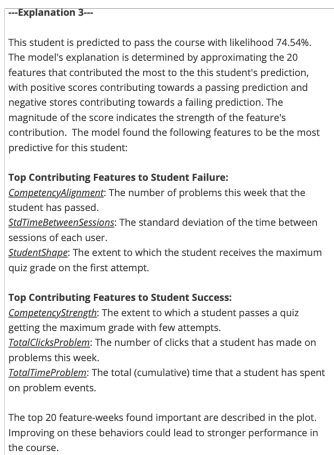 ---Explanation 3---
This student is predicted to pass the course with likelihood 74.54%.
The model's explanation is determined by approximating the 20
features that contributed the most to the this student's prediction,
with positive scores contributing towards a passing prediction and
negative stores contributing towards a failing prediction. The
magnitude of the score indicates the strength of the feature's
contribution.  The model found the following features to be the most
predictive for this student:
Top Contributing Features to Student Failure:
CompetencyAlignment: The number of problems this week that the
student has passed.
StdTimeBetweenSessions: The standard deviation of the time between
sessions of each user.
StudentShape: The extent to which the student receives the maximum
quiz grade on the first attempt.
Top Contributing Features to Student Success:
CompetencyStrength: The extent to which a student passes a quiz
getting the maximum grade with few attempts.
TotalClicksProblem: The number of clicks that a student has made on
problems this week.
TotalTimeProblem: The total (cumulative) time that a student has spent
on problem events.
The top 20 feature-weeks found important are described in the plot.
Improving on these behaviors could lead to stronger performance in
the course.